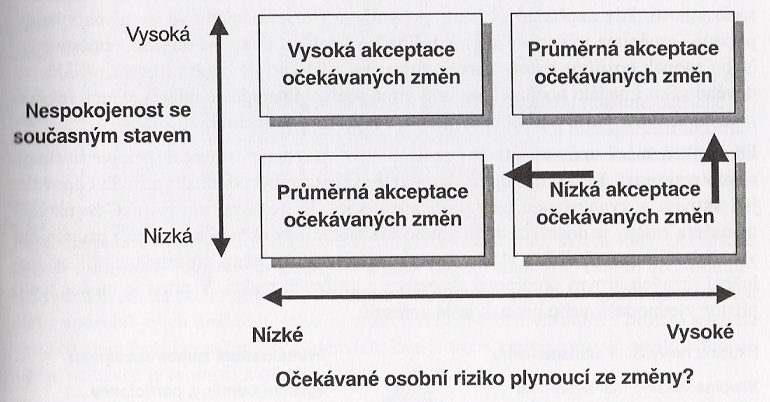 Vysoká
Vysoká akceptace
očekávaných změn
Průměrná akceptace
očekávaných změn
Nespokojenost se
současným stavem
Průměrná akceptace
očekávaných změn
Nízká akceptace
očekávaných změn
Nízká
Nízké
Vysoké
Očekávané osobní riziko plynoucí ze změny?